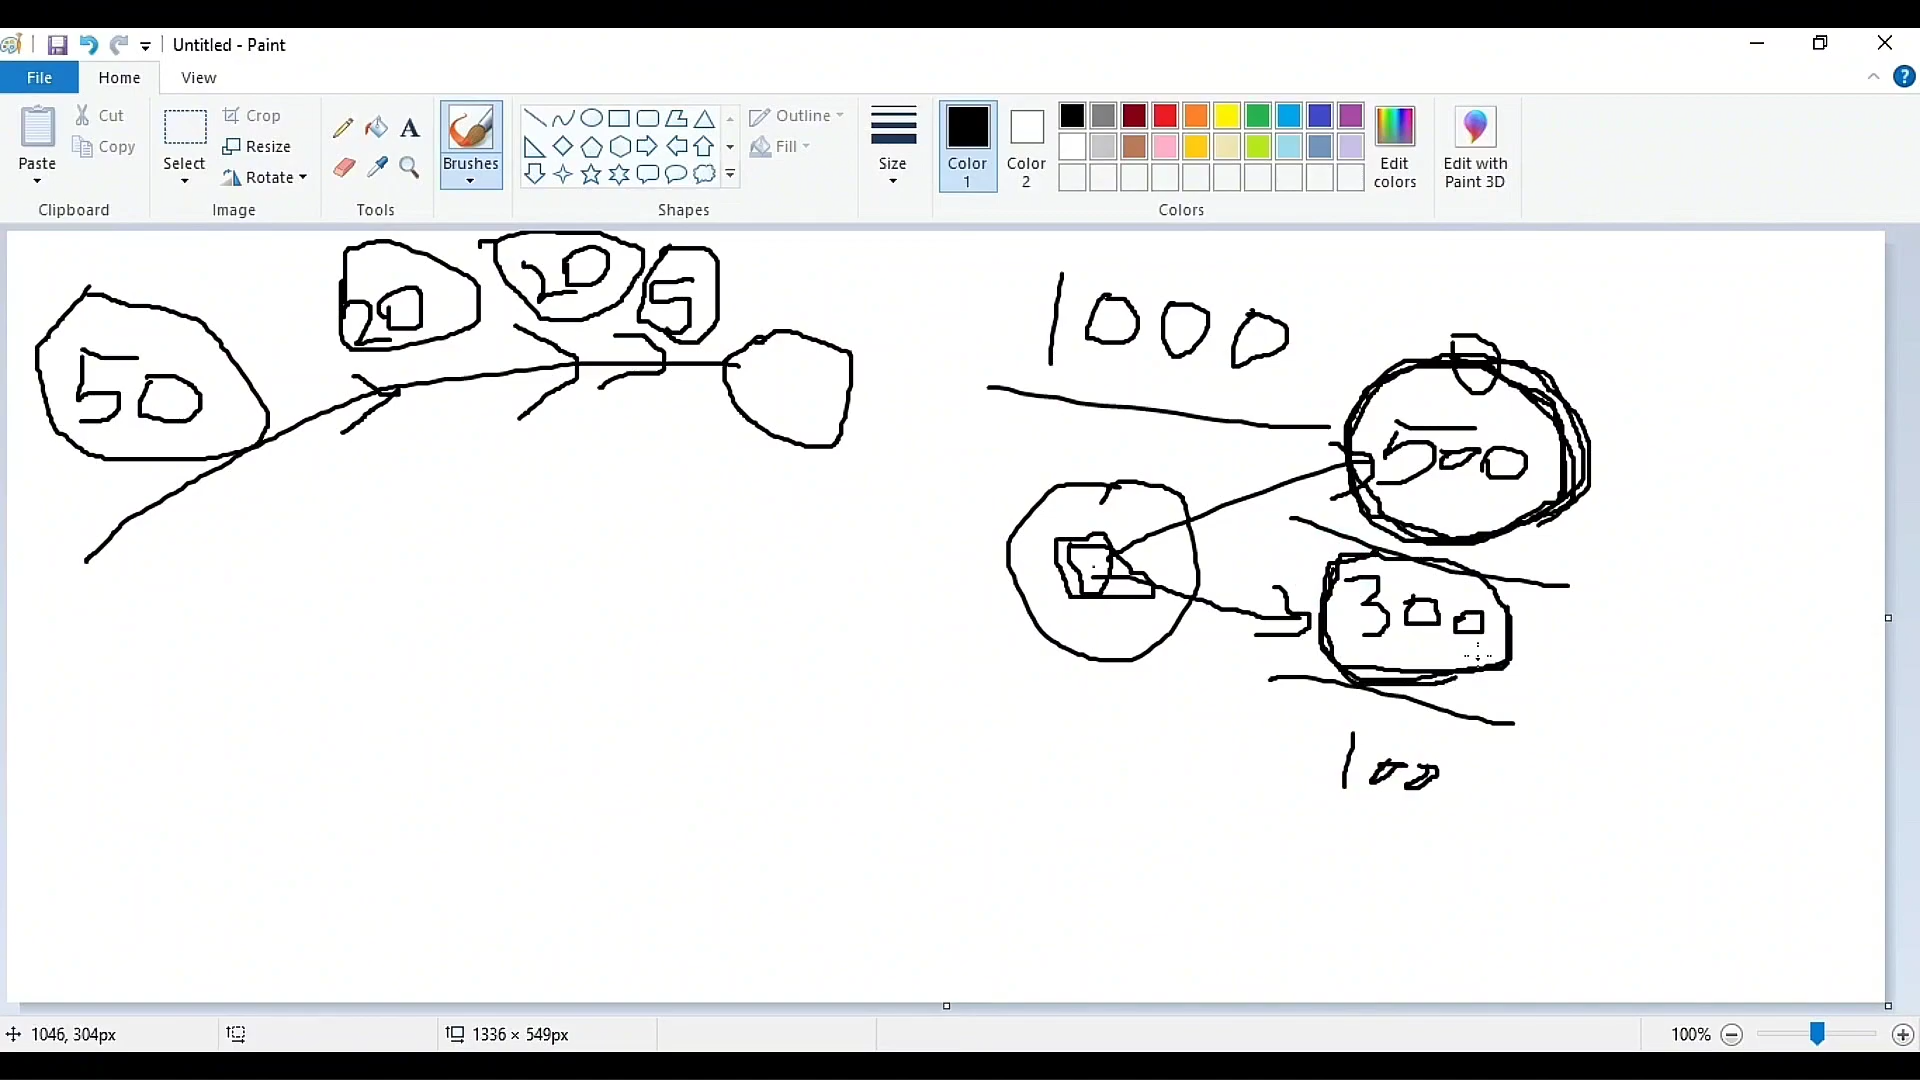 Untitled - Paint
File Home View
Paste
Cut
Copy
Clipboard
Select
Crop
Resize
Rotate
Image
Tools
Brushes
Outline
Fill
Shapes
Size
Color 1
Color 2
Edit colors
Colors
Edit with Paint 3D
50
20
20
5
1000
500
300
100
1046, 304px
1336 × 549px
100%